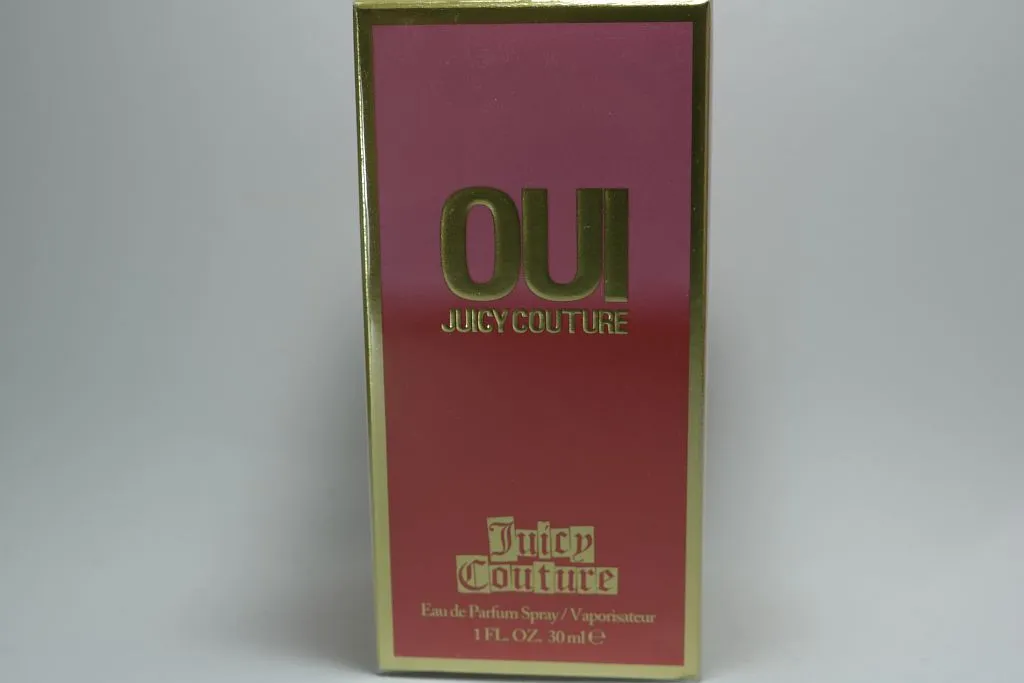 OUI
JUICY COUTURE
Juicy
Couture
Eau de Parfum Spray / Vaporisateur
1 FL. OZ. 30 ml ℮